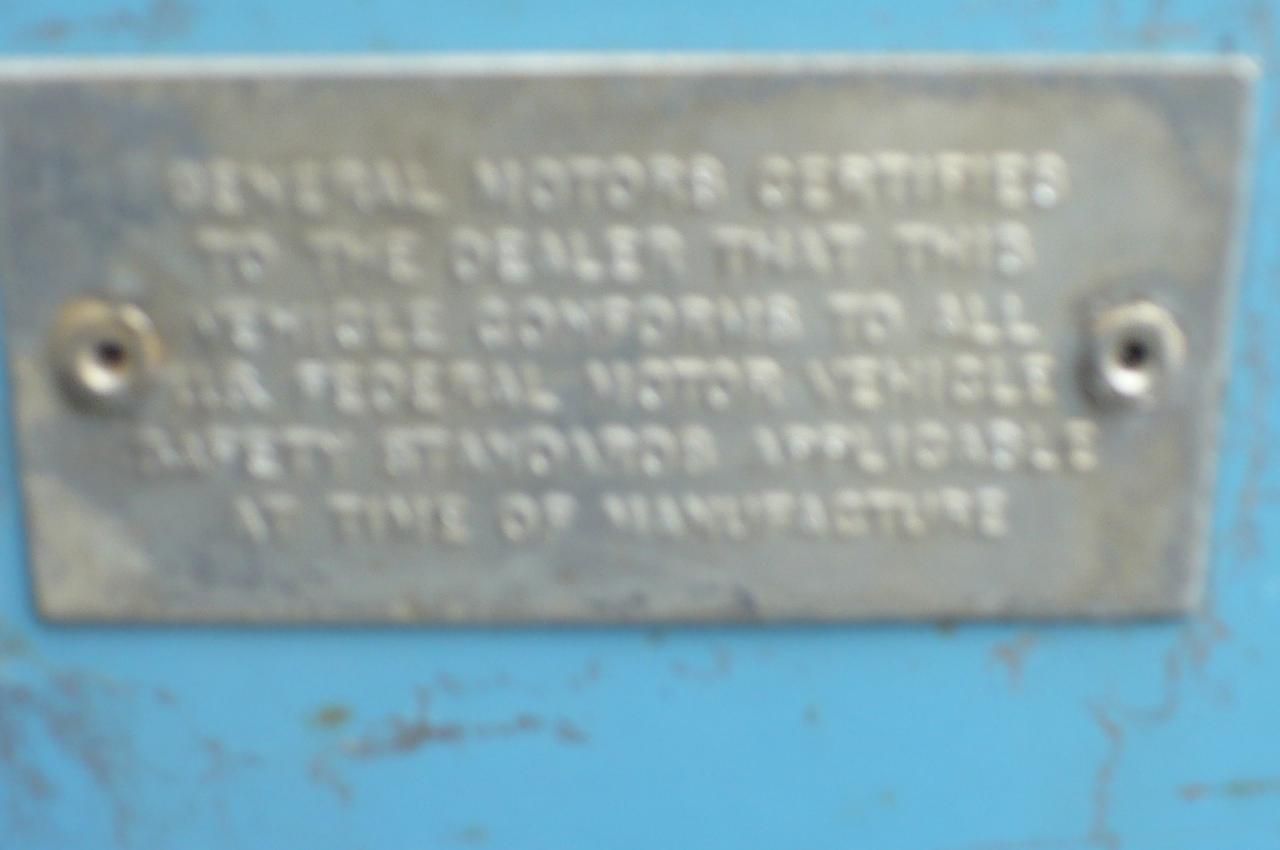 GENERAL MOTORS CERTIFIES
TO THE DEALER THAT THIS
VEHICLE CONFORMS TO ALL
U.S. FEDERAL MOTOR VEHICLE
SAFETY STANDARDS APPLICABLE
AT TIME OF MANUFACTURE